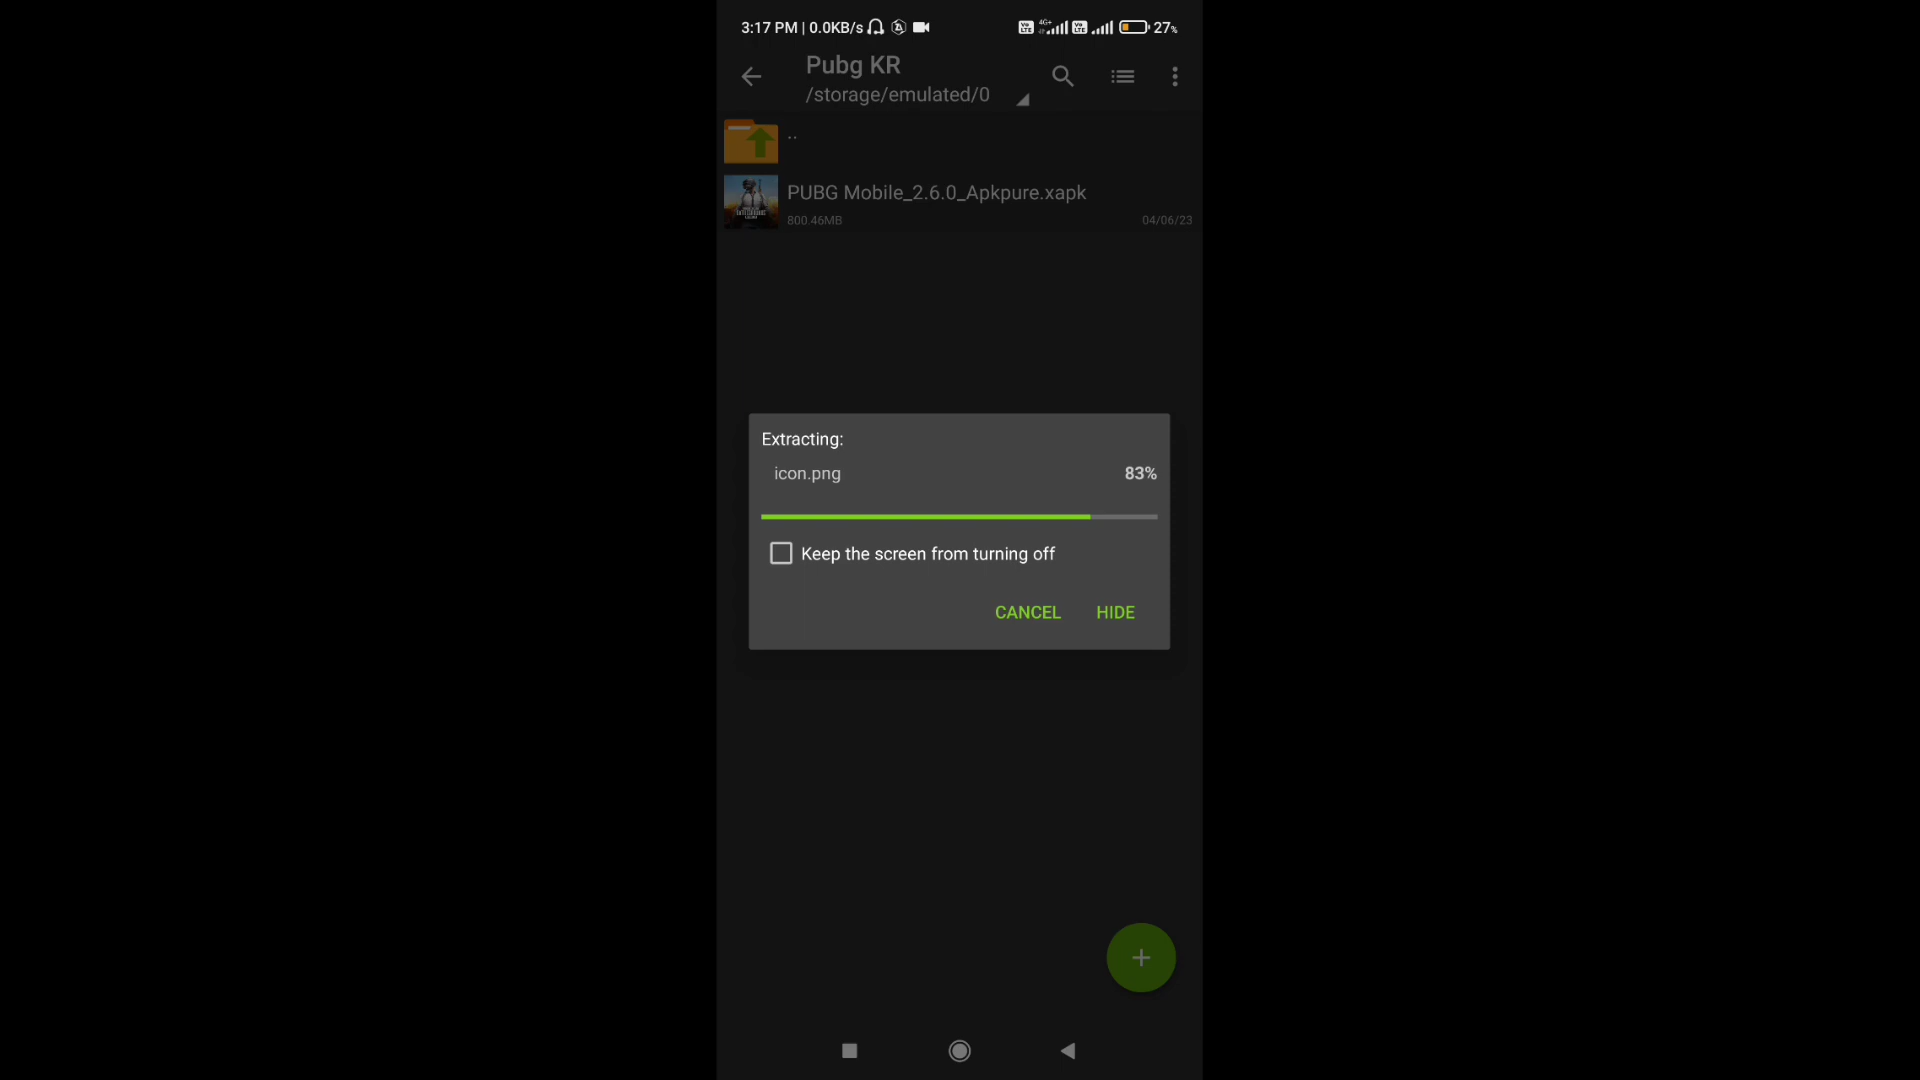 3:17 PM | 0.0KB/s 4G+ 27%
Pubg KR
/storage/emulated/0
..
PUBG Mobile_2.6.0_Apkpure.xapk
800.46MB 04/06/23
Extracting:
icon.png 83%
Keep the screen from turning off
CANCEL HIDE